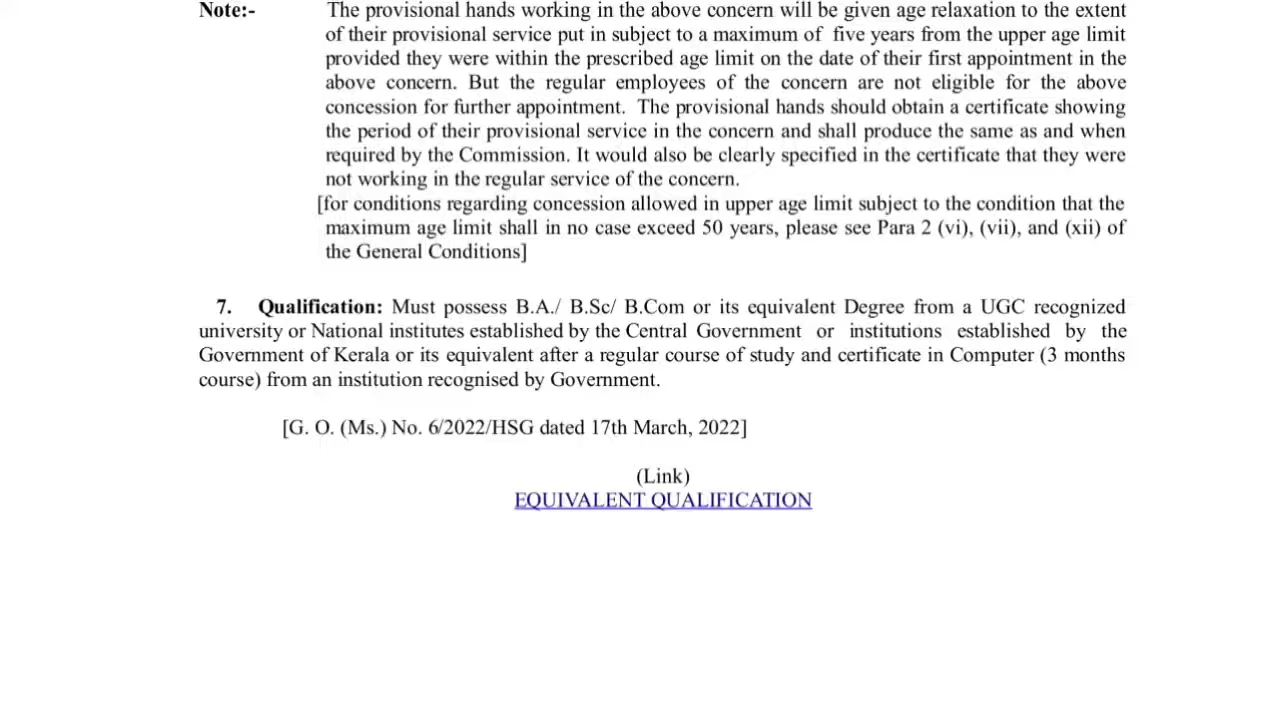 Note:- The provisional hands working in the above concern will be given age relaxation to the extent
of their provisional service put in subject to a maximum of five years from the upper age limit
provided they were within the prescribed age limit on the date of their first appointment in the
above concern. But the regular employees of the concern are not eligible for the above
concession for further appointment. The provisional hands should obtain a certificate showing
the period of their provisional service in the concern and shall produce the same as and when
required by the Commission. It would also be clearly specified in the certificate that they were
not working in the regular service of the concern.
[for conditions regarding concession allowed in upper age limit subject to the condition that the
maximum age limit shall in no case exceed 50 years, please see Para 2 (vi), (vii), and (xii) of
the General Conditions]
7. Qualification: Must possess B.A./ B.Sc/ B.Com or its equivalent Degree from a UGC recognized
university or National institutes established by the Central Government or institutions established by the
Government of Kerala or its equivalent after a regular course of study and certificate in Computer (3 months
course) from an institution recognised by Government.
[G. O. (Ms.) No. 6/2022/HSG dated 17th March, 2022]
(Link)
EQUIVALENT QUALIFICATION